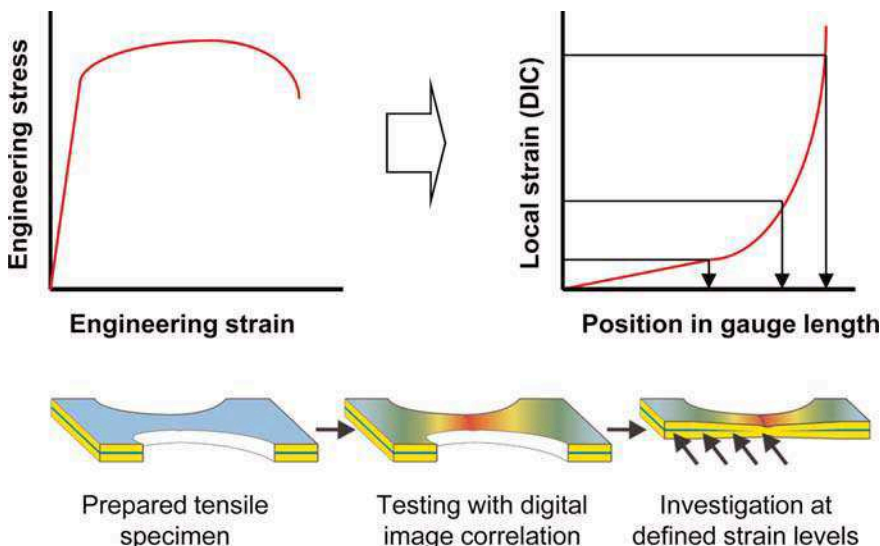 Engineering stress
Engineering strain
Local strain (DIC)
Position in gauge length
Prepared tensile
specimen
Testing with digital
image correlation
Investigation at
defined strain levels